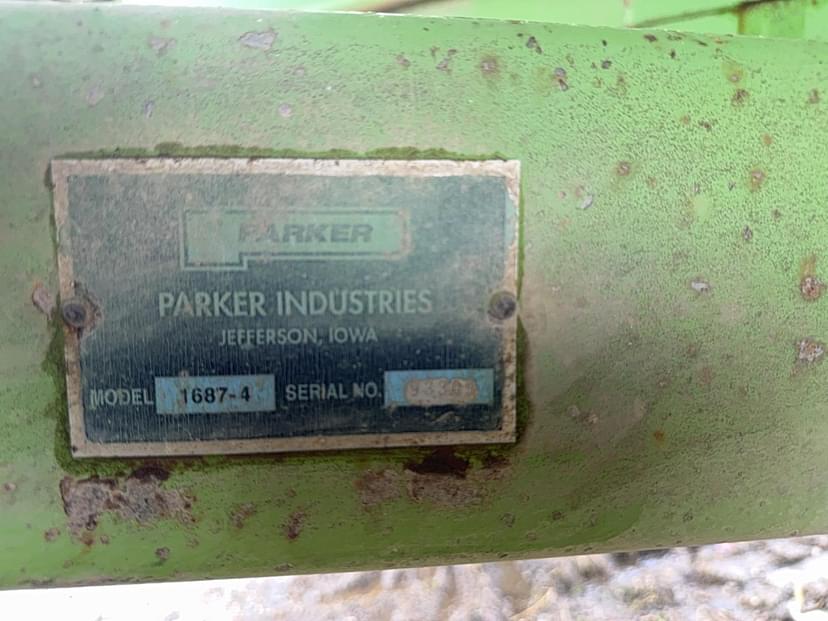 PARKER
PARKER INDUSTRIES
JEFFERSON, IOWA
MODEL 1687-4 SERIAL NO.